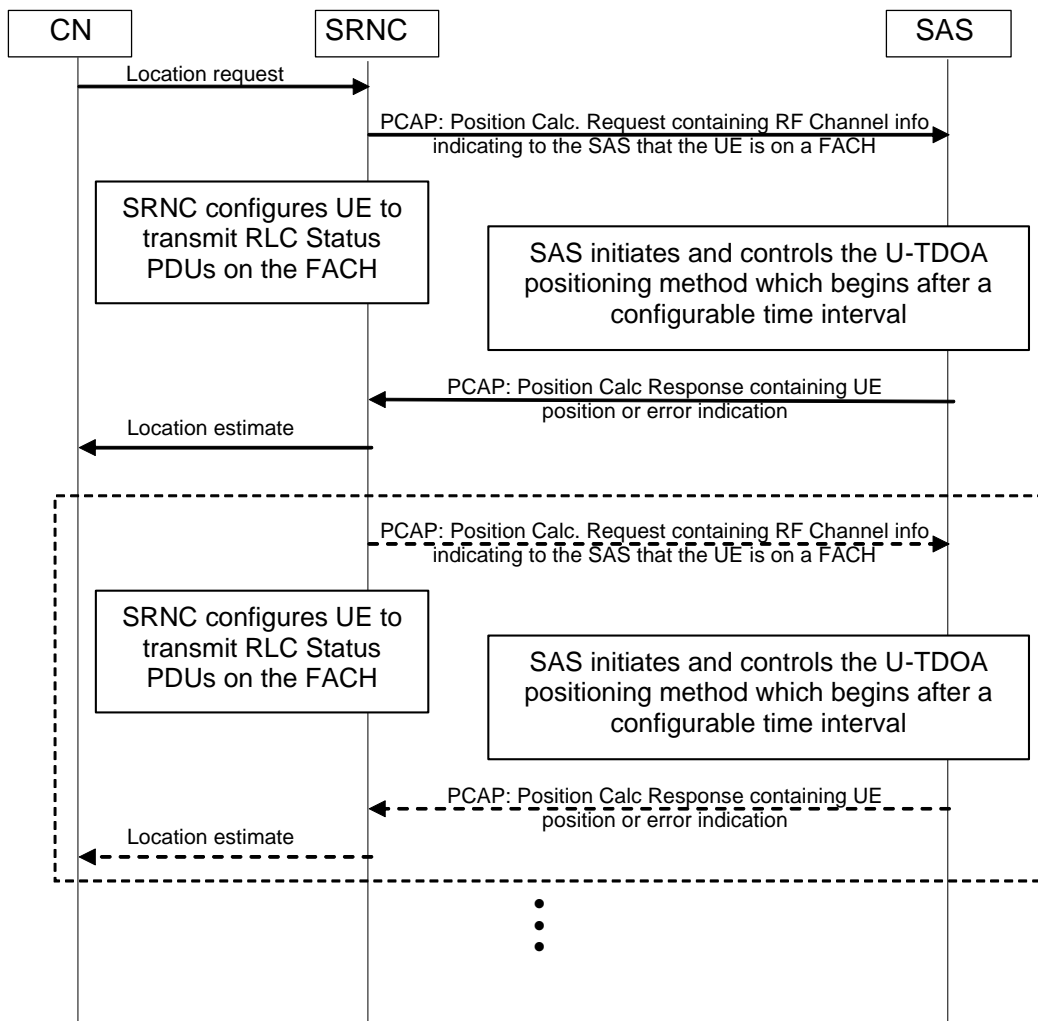 CN
SRNC
SAS
Location request
PCAP: Position Calc. Request containing RF Channel info
indicating to the SAS that the UE is on a FACH
SRNC configures UE to
transmit RLC Status
PDUs on the FACH
SAS initiates and controls the U-TDOA
positioning method which begins after a
configurable time interval
PCAP: Position Calc Response containing UE
position or error indication
Location estimate
PCAP: Position Calc. Request containing RF Channel info
indicating to the SAS that the UE is on a FACH
SRNC configures UE to
transmit RLC Status
PDUs on the FACH
SAS initiates and controls the U-TDOA
positioning method which begins after a
configurable time interval
PCAP: Position Calc Response containing UE
position or error indication
Location estimate